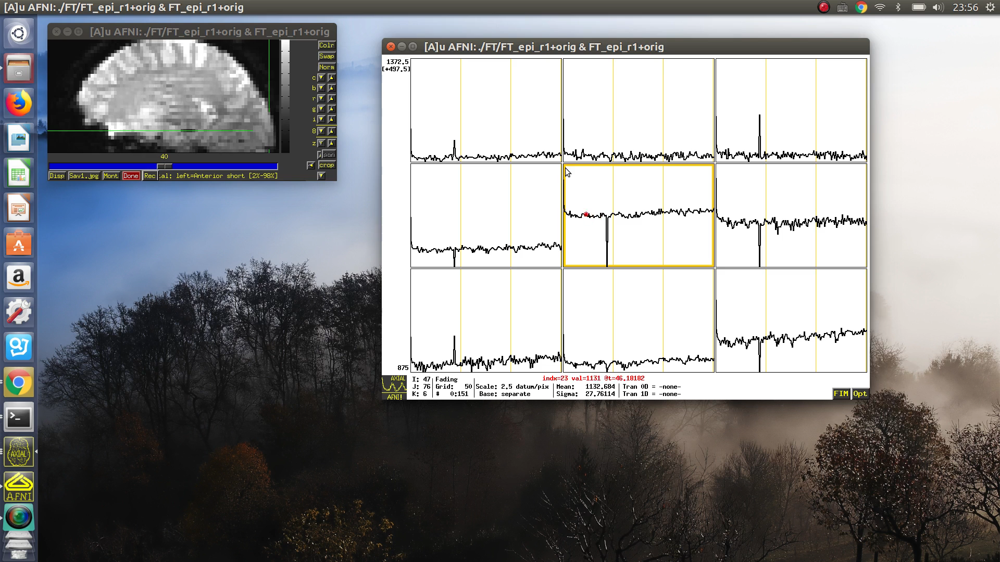 [A]u AFNI: ./FT/FT_epi_r1+orig & FT_epi_r1+orig
23:56
[A]u AFNI: ./FT/FT_epi_r1+orig & FT_epi_r1+orig
Colr
Swap
Norm
c
b
r
g
i
8
z
pan
crop
40
Disp Sav1.jpg Mont Done Rec al: left=Anterior short [2%-98%]
[A]u AFNI: ./FT/FT_epi_r1+orig & FT_epi_r1+orig
1372.5
[+497.5]
875
AXIAL
AFNI!
I: 47 Fading indx=23 val=1131 @t=46.18182
J: 76 Grid: 50 Scale: 2.5 datum/pix Mean: 1132.684 Tran 0D = -none-
K: 6 # 0:151 Base: separate Sigma: 27.76114 Tran 1D = -none-
FIM Opt
a
>_
AXIAL
AFNI